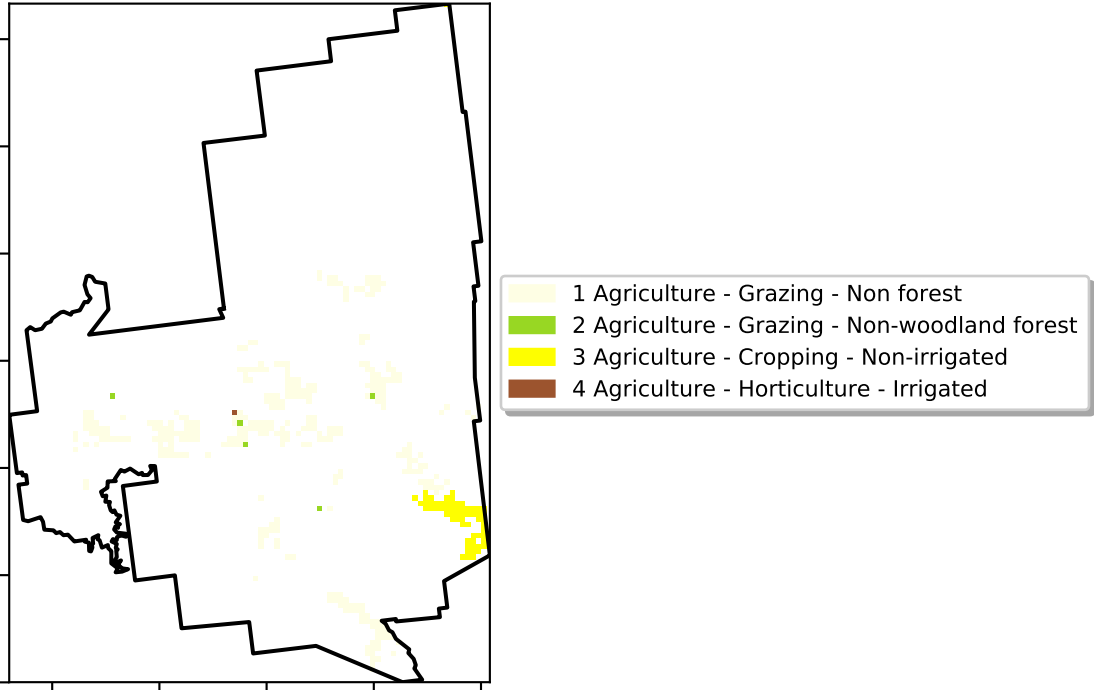 1 Agriculture - Grazing - Non forest
2 Agriculture - Grazing - Non-woodland forest
3 Agriculture - Cropping - Non-irrigated
4 Agriculture - Horticulture - Irrigated